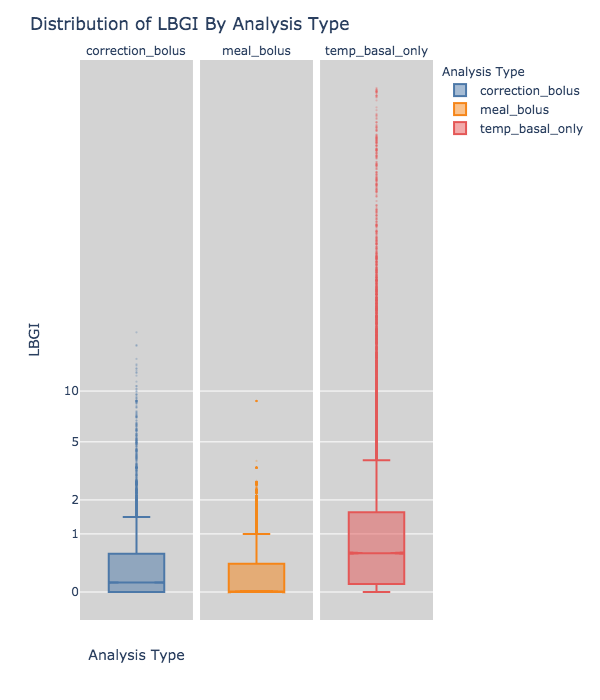 Distribution of LBGI By Analysis Type
correction_bolus
meal_bolus
temp_basal_only
Analysis Type
correction_bolus
meal_bolus
temp_basal_only
LBGI
10
5
2
1
0
Analysis Type